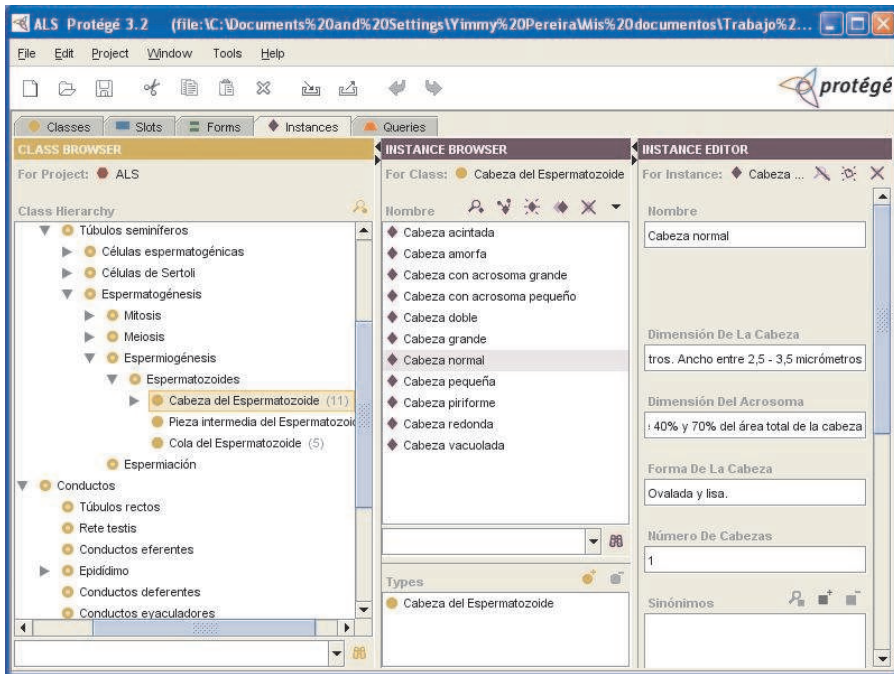 ALS Protégé 3.2 (file:\C:\Documents%20and%20Settings\Yimmy%20Pereira\Mis%20documentos\Trabajo%2...
File Edit Project Window Tools Help
protégé
Classes Slots Forms Instances Queries
CLASS BROWSER
For Project: ALS
Class Hierarchy
Túbulos seminíferos
Células espermatogénicas
Células de Sertoli
Espermatogénesis
Mitosis
Meiosis
Espermiogénesis
Espermatozoides
Cabeza del Espermatozoide (11)
Pieza intermedia del Espermatozoi
Cola del Espermatozoide (5)
Espermiación
Conductos
Túbulos rectos
Rete testis
Conductos eferentes
Epidídimo
Conductos deferentes
Conductos eyaculadores
INSTANCE BROWSER
For Class: Cabeza del Espermatozoide
Nombre
Cabeza acintada
Cabeza amorfa
Cabeza con acrosoma grande
Cabeza con acrosoma pequeño
Cabeza doble
Cabeza grande
Cabeza normal
Cabeza pequeña
Cabeza piriforme
Cabeza redonda
Cabeza vacuolada
Types
Cabeza del Espermatozoide
INSTANCE EDITOR
For Instance: Cabeza ...
Nombre
Cabeza normal
Dimensión De La Cabeza
tros. Ancho entre 2,5 - 3,5 micrómetros
Dimensión Del Acrosoma
40% y 70% del área total de la cabeza
Forma De La Cabeza
Ovalada y lisa.
Número De Cabezas
1
Sinónimos